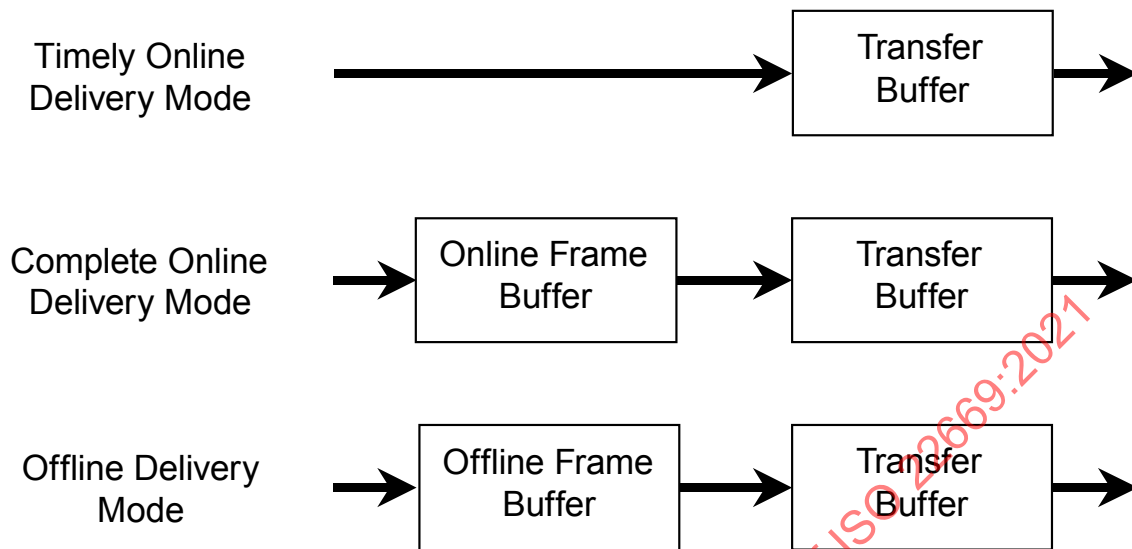 Timely Online
Delivery Mode
Transfer
Buffer
Complete Online
Delivery Mode
Online Frame
Buffer
Transfer
Buffer
Offline Delivery
Mode
Offline Frame
Buffer
Transfer
Buffer
ISO 22669:2021